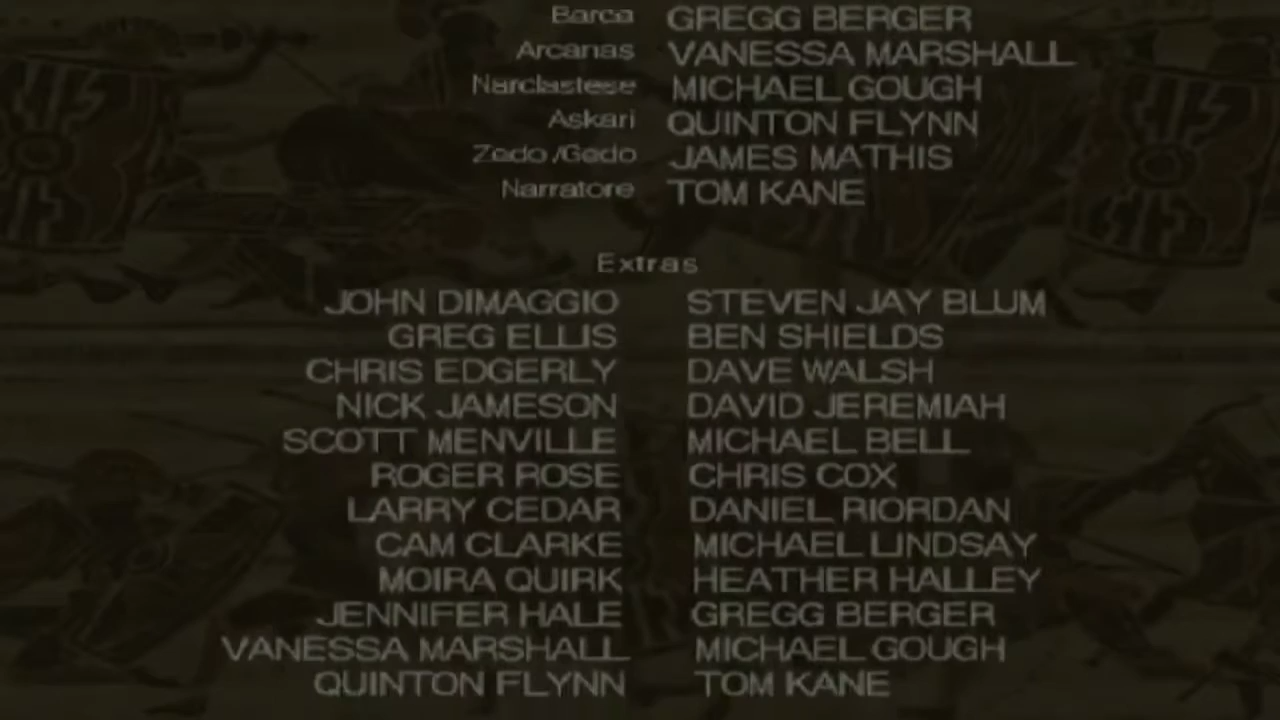 Barca GREGG BERGER
Arcanas VANESSA MARSHALL
Narclastese MICHAEL GOUGH
Askari QUINTON FLYNN
Zedo /Gedo JAMES MATHIS
Narratore TOM KANE
Extras
JOHN DIMAGGIO STEVEN JAY BLUM
GREG ELLIS BEN SHIELDS
CHRIS EDGERLY DAVE WALSH
NICK JAMESON DAVID JEREMIAH
SCOTT MENVILLE MICHAEL BELL
ROGER ROSE CHRIS COX
LARRY CEDAR DANIEL RIORDAN
CAM CLARKE MICHAEL LINDSAY
MOIRA QUIRK HEATHER HALLEY
JENNIFER HALE GREGG BERGER
VANESSA MARSHALL MICHAEL GOUGH
QUINTON FLYNN TOM KANE